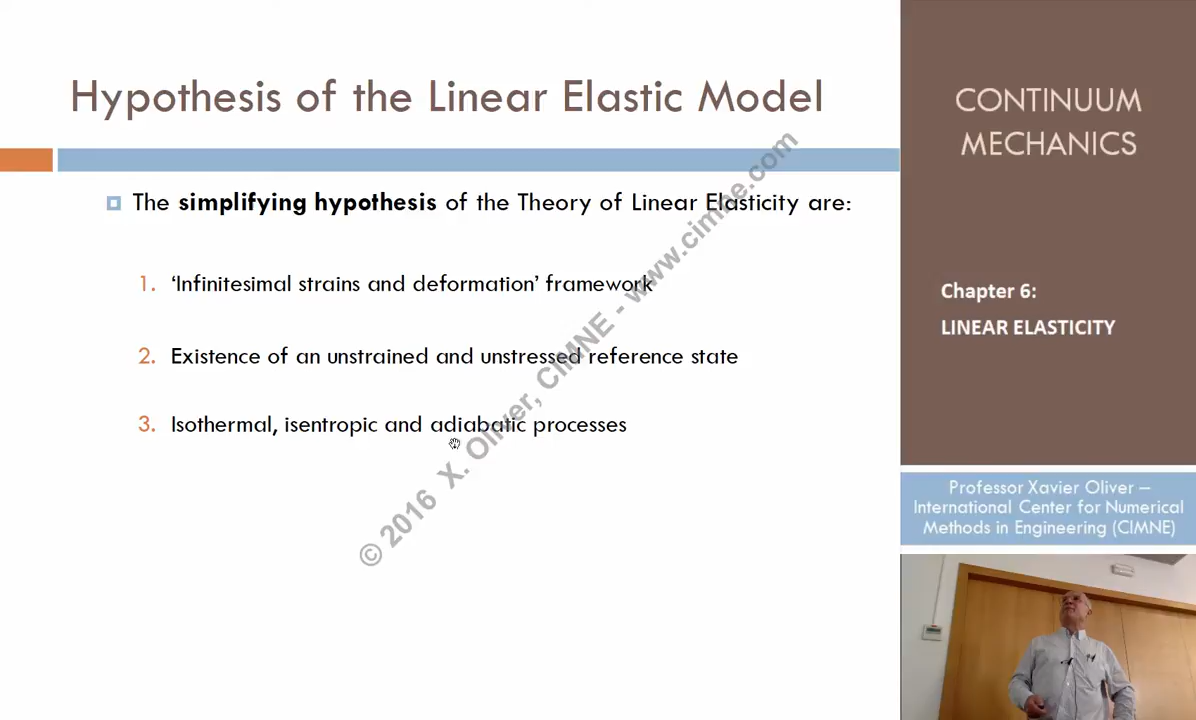 Hypothesis of the Linear Elastic Model
The simplifying hypothesis of the Theory of Linear Elasticity are:
1. ‘Infinitesimal strains and deformation’ framework
2. Existence of an unstrained and unstressed reference state
3. Isothermal, isentropic and adiabatic processes
© 2016 X. Oliver, CIMNE - www.cimne.com
CONTINUUM
MECHANICS
Chapter 6:
LINEAR ELASTICITY
Professor Xavier Oliver –
International Center for Numerical
Methods in Engineering (CIMNE)